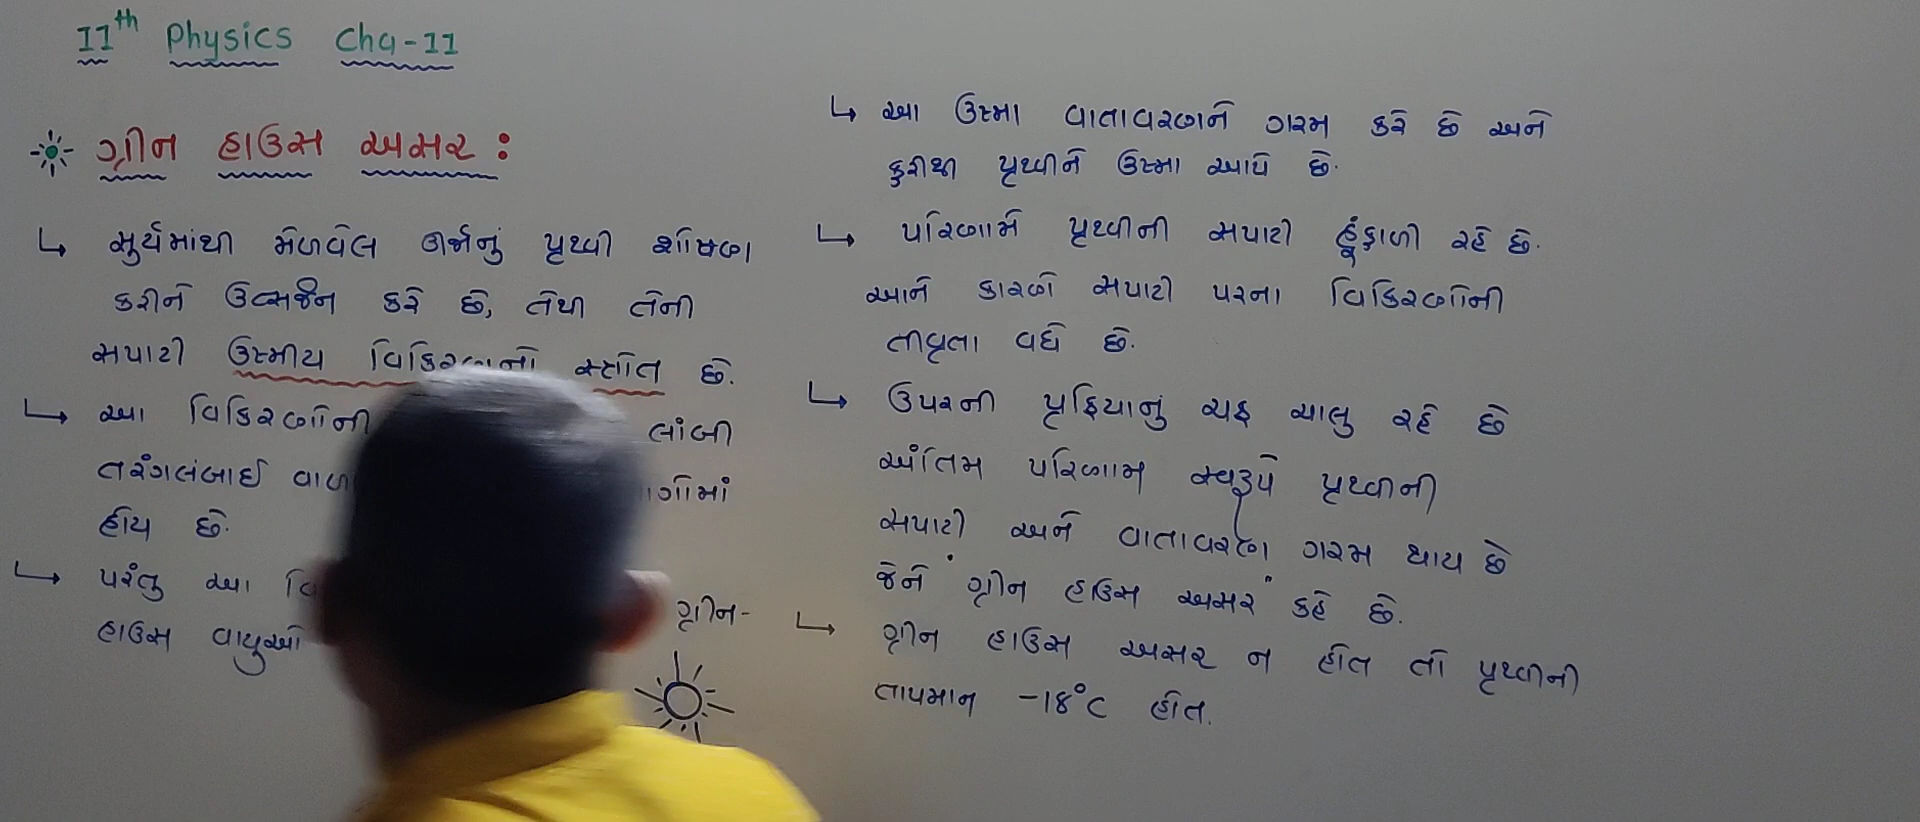 11th Physics Cha-11
ગ્રીન હાઉસ અસર :
↳ સુર્યમાંથી મેળવેલ ઊર્જાનું પૃથ્વી શોષણ
કરીને ઉત્સર્જન કરે છે, તેથી તેની
સપાટી ઉષ્મીય વિકિરણનો સ્ત્રોત છે.
↳ આ વિકિરણોની લાંબી
તરંગલંબાઈ
હોય છે.
↳ પરંતુ આ ગ્રીન-
હાઉસ વાયુઓ
↳ આ ઉષ્મા વાતાવરણને ગરમ કરે છે અને
ફરીથી પૃથ્વીને ઉષ્મા આપે છે.
↳ પરિણામે પૃથ્વીની સપાટી હૂંફાળી રહે છે.
આને કારણે સપાટી પરના વિકિરણોની
તીવ્રતા વધે છે.
↳ ઉપરની પ્રક્રિયાનું ચક્ર ચાલુ રહે છે
અંતિમ પરિણામ સ્વરૂપે પૃથ્વીની
સપાટી અને વાતાવરણ ગરમ થાય છે
જેને "ગ્રીન હાઉસ અસર" કહે છે.
↳ ગ્રીન હાઉસ અસર ન હોત તો પૃથ્વીની
તાપમાન -18°C હોત.